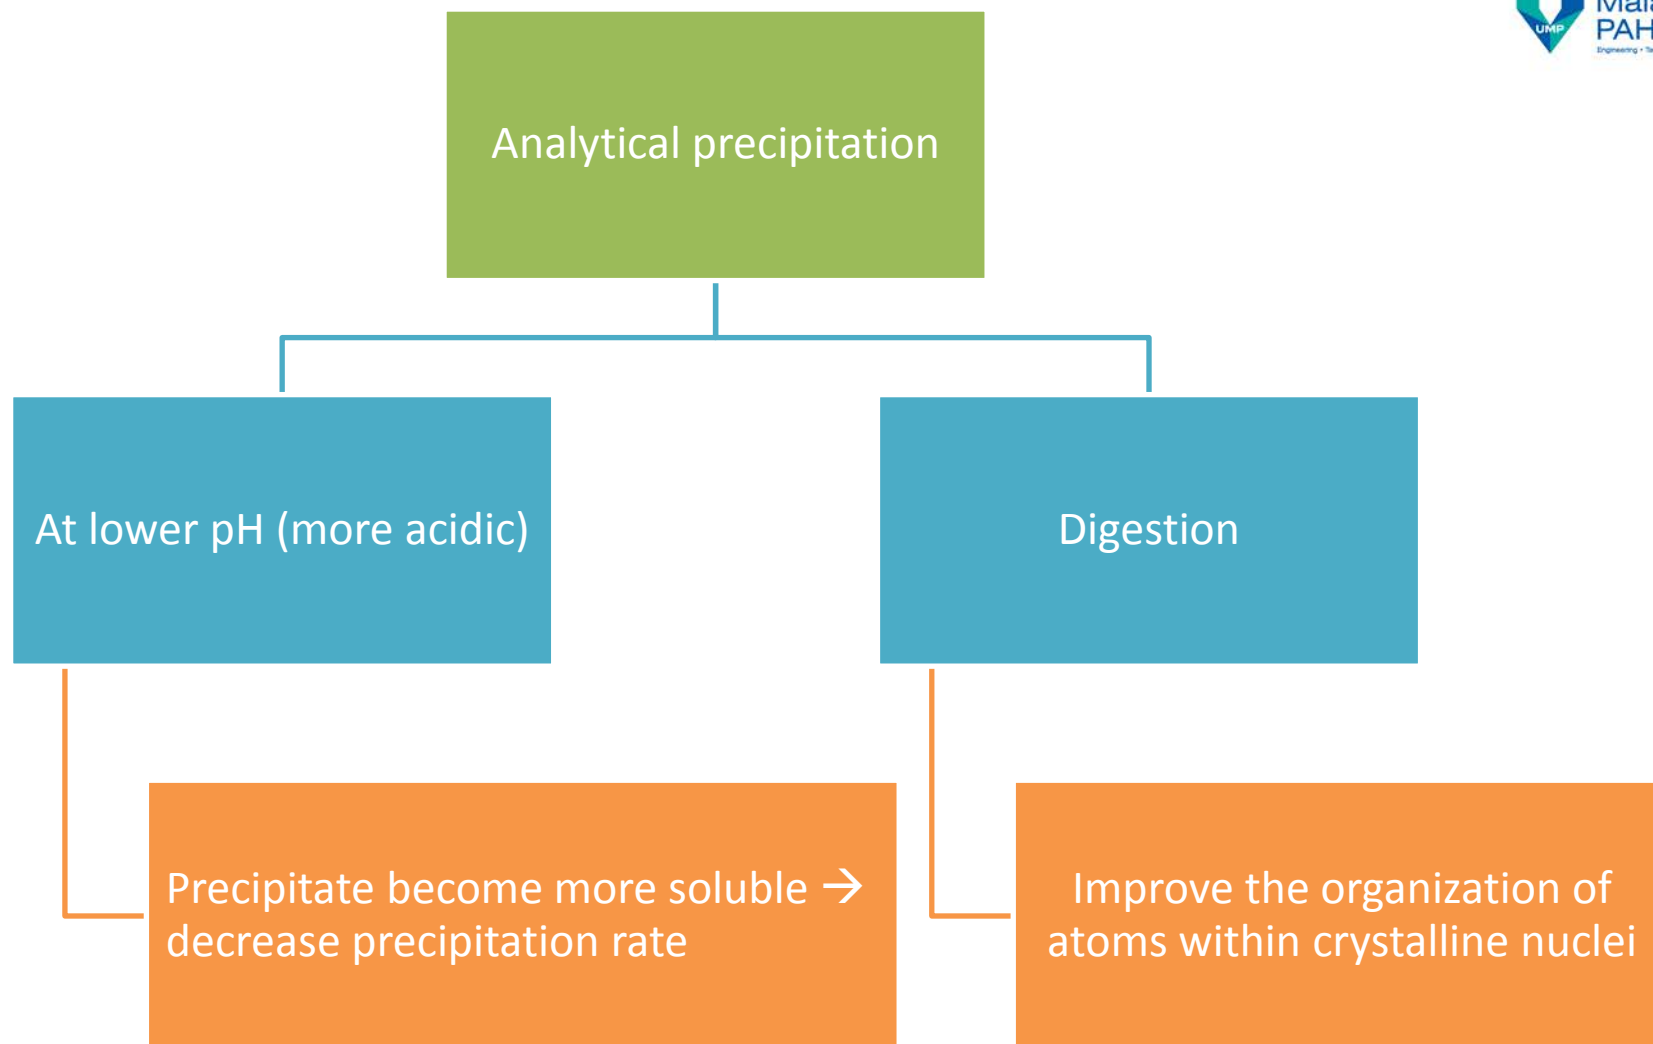 UMP
PAH
Analytical precipitation
At lower pH (more acidic)
Digestion
Precipitate become more soluble →
decrease precipitation rate
Improve the organization of
atoms within crystalline nuclei